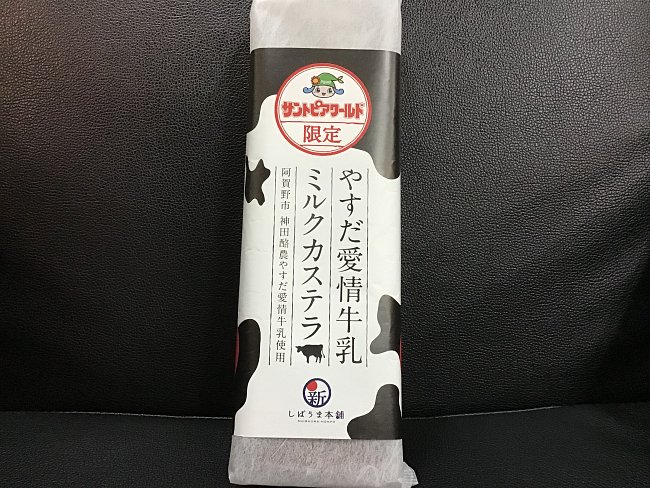 サントピアワールド
限定
やすだ愛情牛乳
ミルクカステラ
阿賀野市 神田酪農やすだ愛情牛乳使用
新
しばうま本舗
SHIBAUMA HONPO